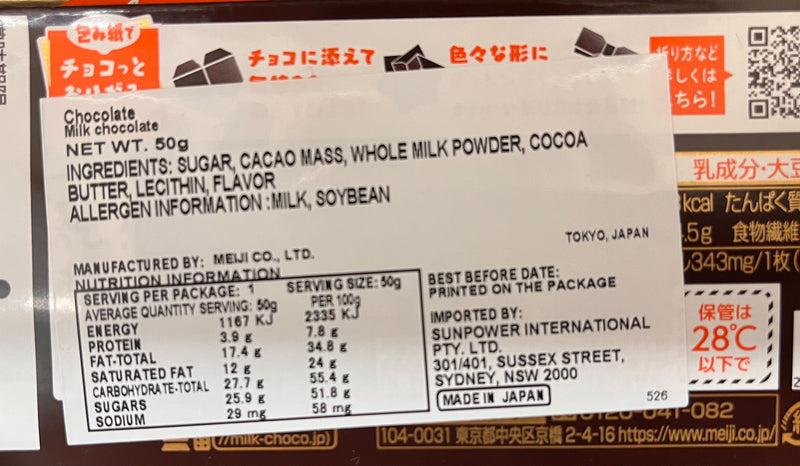 包み紙で
チョコっと
チョコに添えて
色々な形に
折り方など
詳しくは
ちら!
Chocolate
Milk chocolate
NET WT. 50g
INGREDIENTS: SUGAR, CACAO MASS, WHOLE MILK POWDER, COCOA
BUTTER, LECITHIN, FLAVOR
ALLERGEN INFORMATION :MILK, SOYBEAN
TOKYO, JAPAN
MANUFACTURED BY: MEIJI CO., LTD.
NUTRITION INFORMATION
SERVING PER PACKAGE: 1 SERVING SIZE: 50g
AVERAGE QUANTITY SERVING: 50g PER 100g
ENERGY 1167 KJ 2335 KJ
PROTEIN 3.9 g 7.8 g
FAT-TOTAL 17.4 g 34.8 g
SATURATED FAT 12 g 24 g
CARBOHYDRATE-TOTAL 27.7 g 55.4 g
SUGARS 25.9 g 51.8 g
SODIUM 29 mg 58 mg
BEST BEFORE DATE:
PRINTED ON THE PACKAGE
IMPORTED BY:
SUNPOWER INTERNATIONAL
PTY. LTD.
301/401, SUSSEX STREET,
SYDNEY, NSW 2000
MADE IN JAPAN
526
乳成分・大豆
kcal たんぱく質
.5g 食物繊維
343mg/1枚(
保管は
28℃
以下で
0120-041-082
//milk-choco.jp)
104-0031 東京都中央区京橋 2-4-16 https://www.meiji.co.jp/